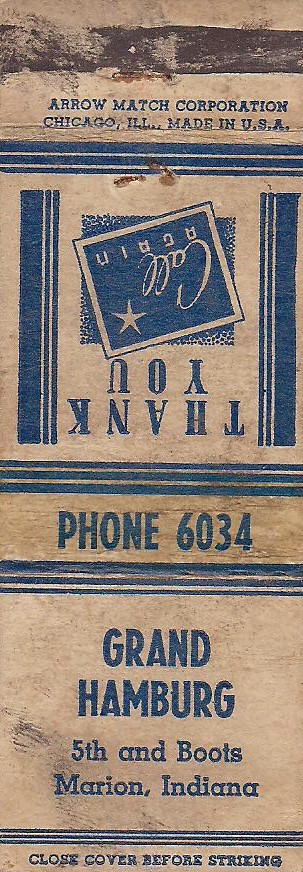 ARROW MATCH CORPORATION
CHICAGO, ILL., MADE IN U.S.A.
THANK
YOU
Call
AGAIN
PHONE 6034
GRAND
HAMBURG
5th and Boots
Marion, Indiana
CLOSE COVER BEFORE STRIKING